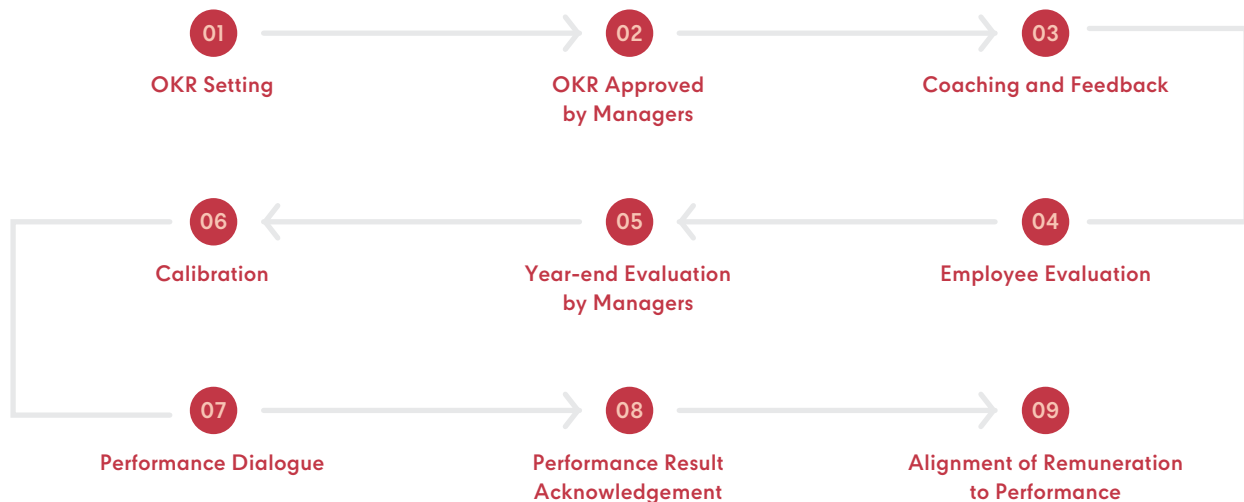 01
OKR Setting
02
OKR Approved
by Managers
03
Coaching and Feedback
04
Employee Evaluation
05
Year-end Evaluation
by Managers
06
Calibration
07
Performance Dialogue
08
Performance Result
Acknowledgement
09
Alignment of Remuneration
to Performance